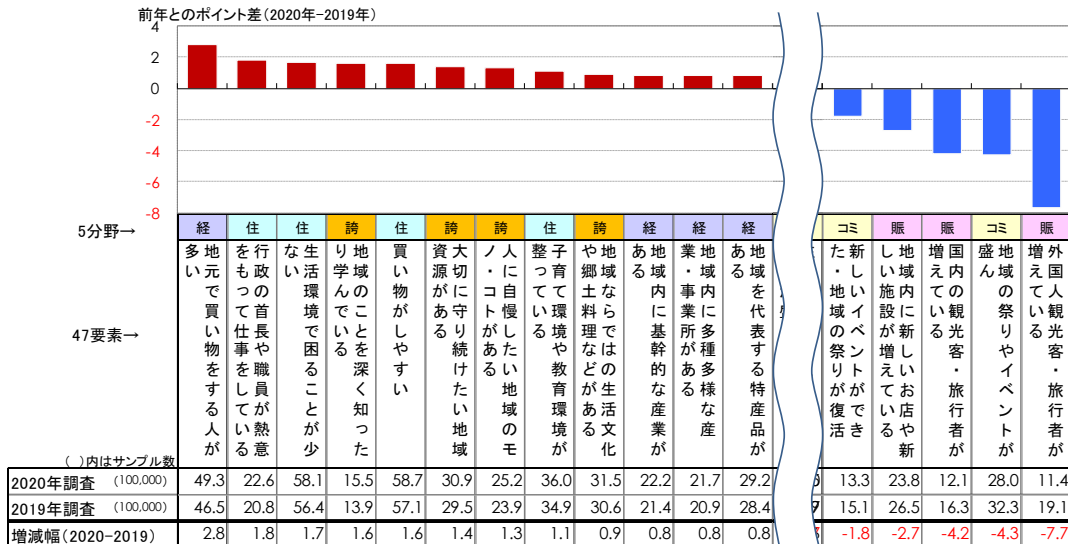 前年とのポイント差(2020年-2019年)
4
2
0
-2
-4
-6
-8
5分野→ 経 住 住 誇 住 誇 誇 住 誇 経 経 経 コミ 賑 賑 コミ 賑
47要素→
地元で買い物をする人が
多い
行政の首長や職員が熱意
をもって仕事をしている
生活環境で困ることが少
ない
地域のことを深く知った
り学んでいる
買い物がしやすい
大切に守り続けたい地域
資源がある
人に自慢したい地域のモ
ノ・コトがある
子育て環境や教育環境が
整っている
地域ならではの生活文化
や郷土料理などがある
地域内に基幹的な産業が
ある
地域内に多種多様な産
業・事業所がある
地域を代表する特産品が
ある
新しいイベントができ
た・地域の祭りが復活
地域内に新しいお店や新
しい施設が増えている
国内の観光客・旅行者が
増えている
地域の祭りやイベントが
盛ん
外国人観光客・旅行者が
増えている
( )内はサンプル数
2020年調査 (100,000) 49.3 22.6 58.1 15.5 58.7 30.9 25.2 36.0 31.5 22.2 21.7 29.2 13.3 23.8 12.1 28.0 11.4
2019年調査 (100,000) 46.5 20.8 56.4 13.9 57.1 29.5 23.9 34.9 30.6 21.4 20.9 28.4 15.1 26.5 16.3 32.3 19.1
増減幅(2020-2019) 2.8 1.8 1.7 1.6 1.6 1.4 1.3 1.1 0.9 0.8 0.8 0.8 -1.8 -2.7 -4.2 -4.3 -7.7